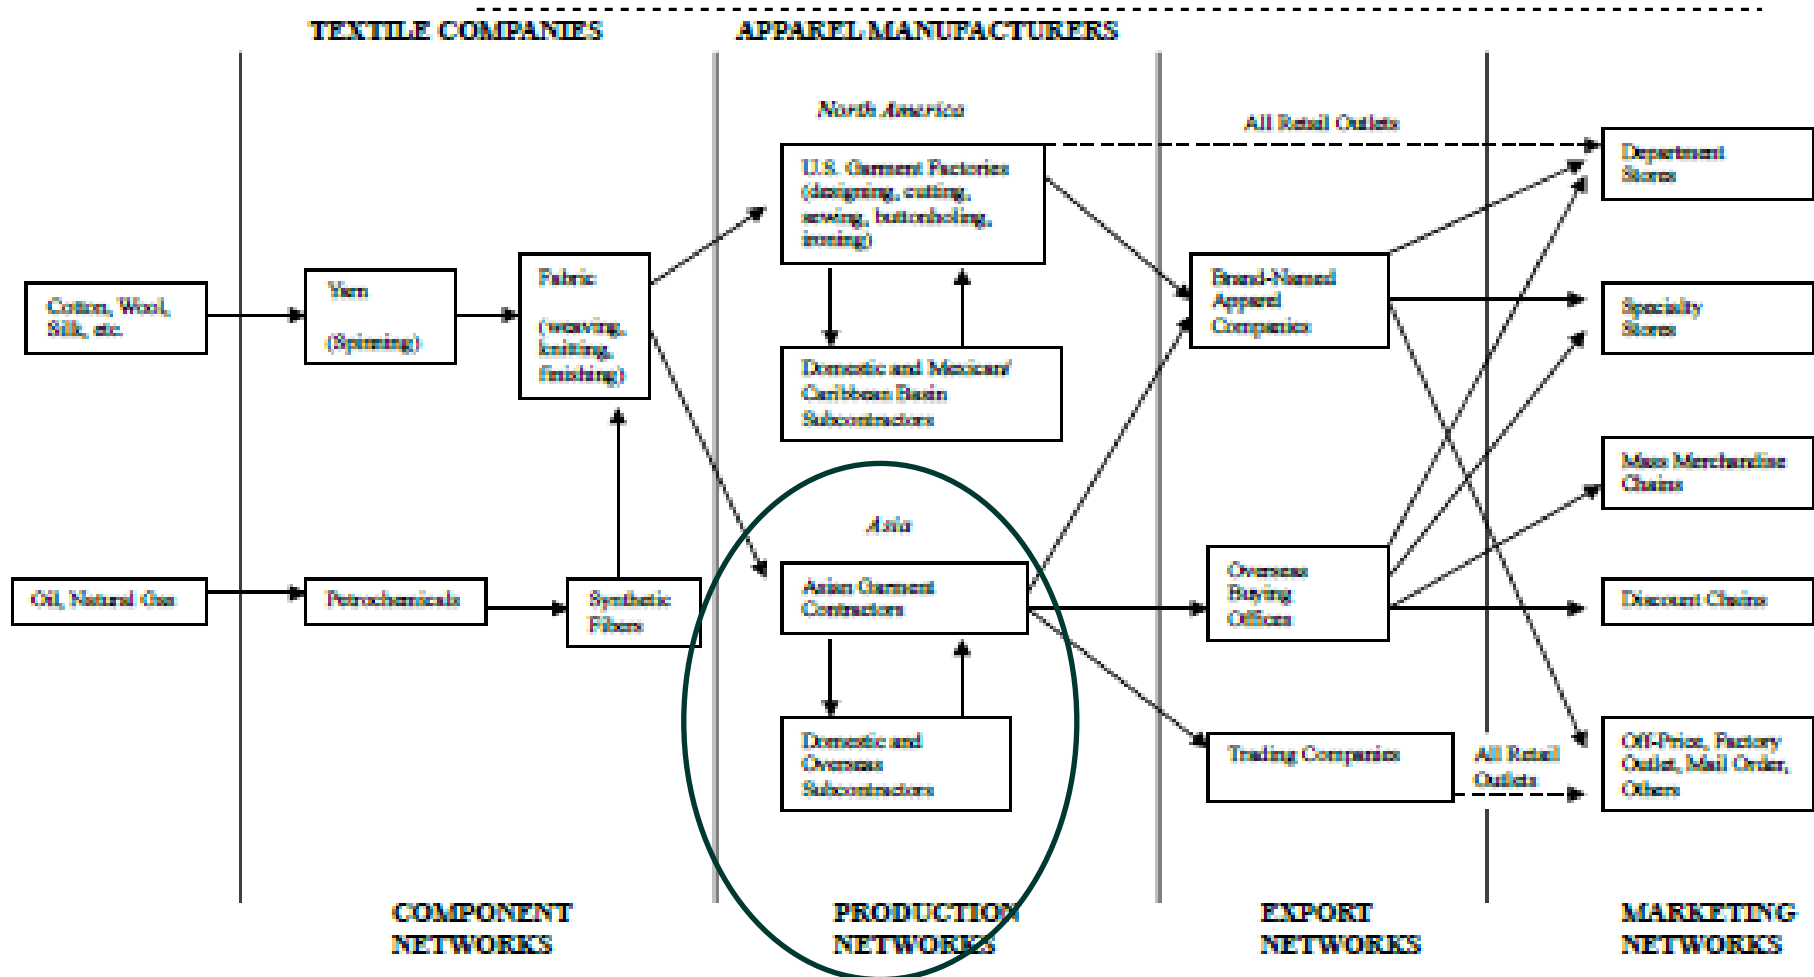 TEXTILE COMPANIES
APPAREL MANUFACTURERS
North America
All Retail Outlets
U.S. Garment Factories
(designing, cutting,
sewing, buttonholing,
ironing)
Department
Stores
Cotton, Wool,
Silk, etc.
Yarn
(Spinning)
Fabric
(weaving,
knitting,
finishing)
Brand-Named
Apparel
Companies
Specialty
Stores
Domestic and Mexican/
Caribbean Basin
Subcontractors
Mass Merchandise
Chains
Asia
Oil, Natural Gas
Petrochemicals
Synthetic
Fibers
Asian Garment
Contractors
Overseas
Buying
Offices
Discount Chains
Domestic and
Overseas
Subcontractors
Trading Companies
All Retail
Outlets
Off-Price, Factory
Outlet, Mail Order,
Others
COMPONENT
NETWORKS
PRODUCTION
NETWORKS
EXPORT
NETWORKS
MARKETING
NETWORKS